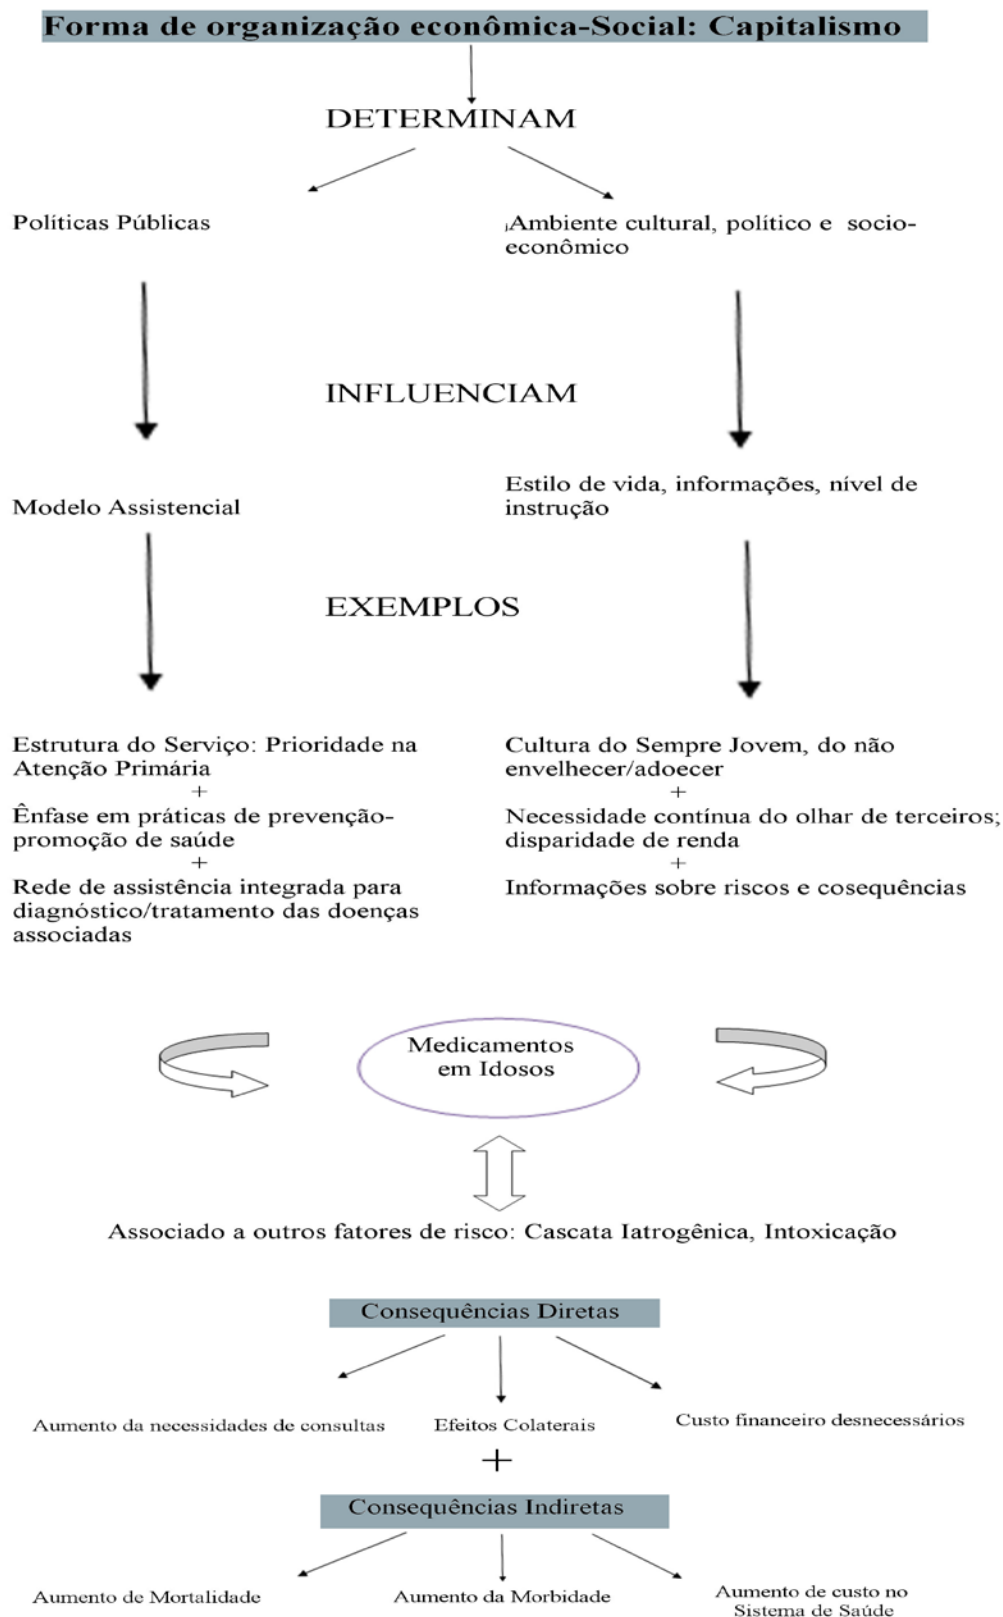 Forma de organização econômica-Social: Capitalismo
DETERMINAM
Políticas Públicas
Ambiente cultural, político e socio-
econômico
INFLUENCIAM
Modelo Assistencial
Estilo de vida, informações, nível de
instrução
EXEMPLOS
Estrutura do Serviço: Prioridade na
Atenção Primária
+
Ênfase em práticas de prevenção-
promoção de saúde
+
Rede de assistência integrada para
diagnóstico/tratamento das doenças
associadas
Cultura do Sempre Jovem, do não
envelhecer/adoecer
+
Necessidade contínua do olhar de terceiros;
disparidade de renda
+
Informações sobre riscos e cosequências
Medicamentos
em Idosos
Associado a outros fatores de risco: Cascata Iatrogênica, Intoxicação
Consequências Diretas
Aumento da necessidades de consultas
Efeitos Colaterais
Custo financeiro desnecessários
+
Consequências Indiretas
Aumento de Mortalidade
Aumento da Morbidade
Aumento de custo no
Sistema de Saúde